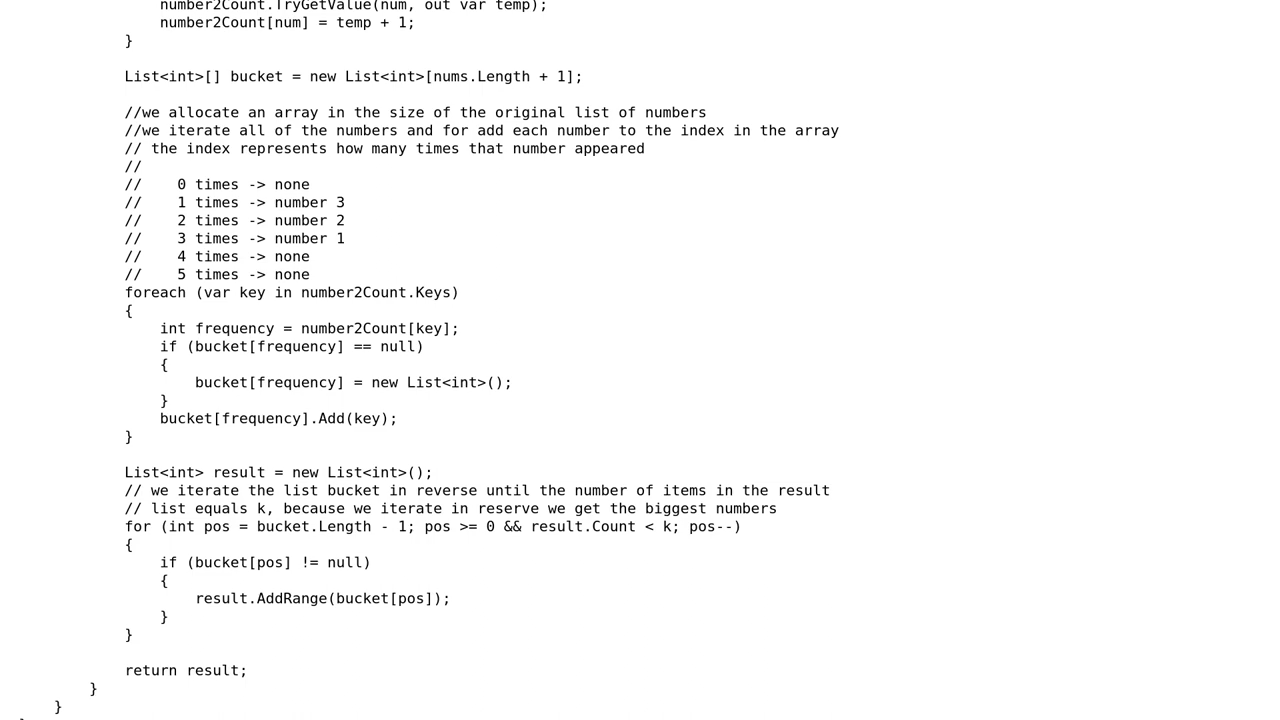 number2Count.TryGetValue(num, out var temp);
number2Count[num] = temp + 1;
}
List<int>[] bucket = new List<int>[nums.Length + 1];
//we allocate an array in the size of the original list of numbers
//we iterate all of the numbers and for add each number to the index in the array
// the index represents how many times that number appeared
//
//    0 times -> none
//    1 times -> number 3
//    2 times -> number 2
//    3 times -> number 1
//    4 times -> none
//    5 times -> none
foreach (var key in number2Count.Keys)
{
int frequency = number2Count[key];
if (bucket[frequency] == null)
{
bucket[frequency] = new List<int>();
}
bucket[frequency].Add(key);
}
List<int> result = new List<int>();
// we iterate the list bucket in reverse until the number of items in the result
// list equals k, because we iterate in reserve we get the biggest numbers
for (int pos = bucket.Length - 1; pos >= 0 && result.Count < k; pos--)
{
if (bucket[pos] != null)
{
result.AddRange(bucket[pos]);
}
}
return result;
}
}
}